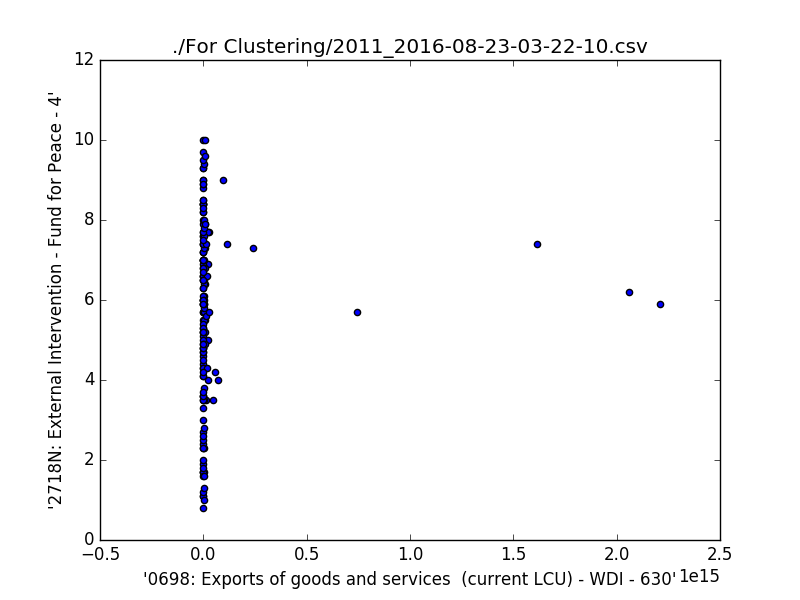 ./For Clustering/2011_2016-08-23-03-22-10.csv
12
10
8
6
4
2
0
'2718N: External Intervention - Fund for Peace - 4'
−0.5 0.0 0.5 1.0 1.5 2.0 2.5
1e15
'0698: Exports of goods and services  (current LCU) - WDI - 630'